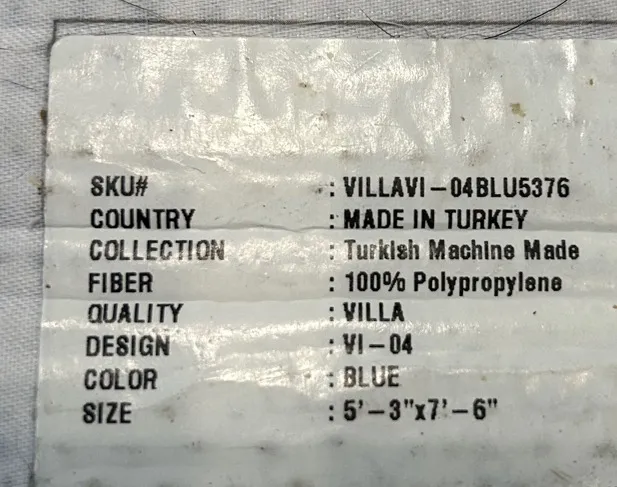 SKU# : VILLAVI-04BLU5376
COUNTRY : MADE IN TURKEY
COLLECTION : Turkish Machine Made
FIBER : 100% Polypropylene
QUALITY : VILLA
DESIGN : VI-04
COLOR : BLUE
SIZE : 5'-3"x7'-6"